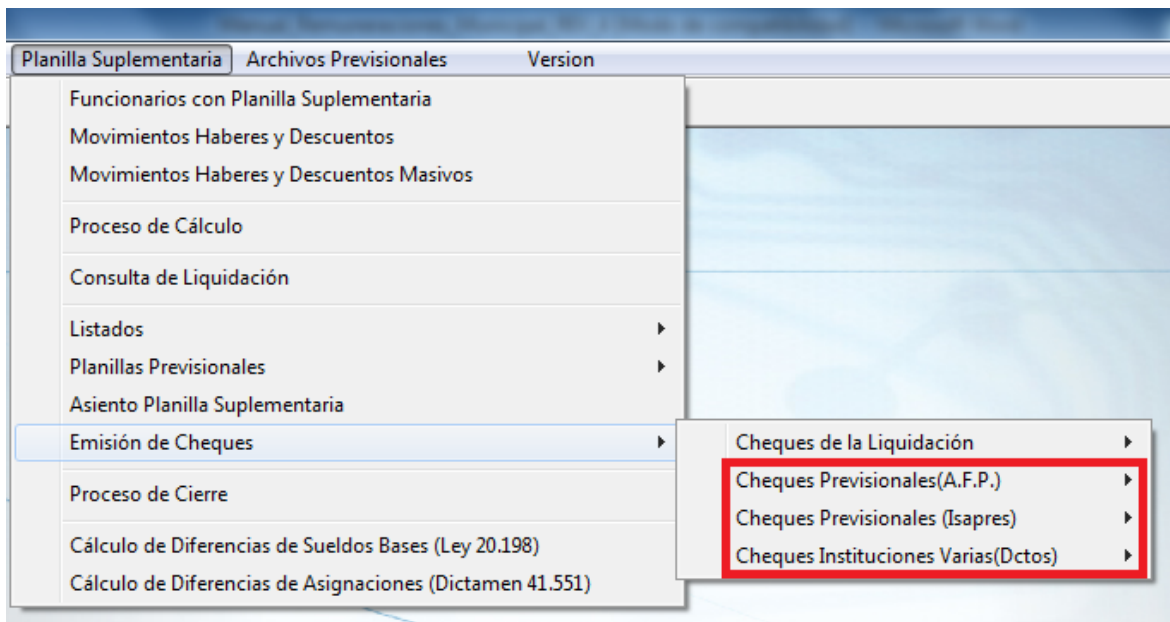 Planilla Suplementaria Archivos Previsionales Version
Funcionarios con Planilla Suplementaria
Movimientos Haberes y Descuentos
Movimientos Haberes y Descuentos Masivos
Proceso de Cálculo
Consulta de Liquidación
Listados
Planillas Previsionales
Asiento Planilla Suplementaria
Emisión de Cheques
Proceso de Cierre
Cálculo de Diferencias de Sueldos Bases (Ley 20.198)
Cálculo de Diferencias de Asignaciones (Dictamen 41.551)
Cheques de la Liquidación
Cheques Previsionales(A.F.P.)
Cheques Previsionales (Isapres)
Cheques Instituciones Varias(Dctos)